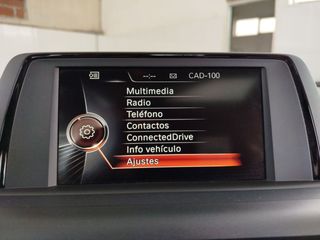 --:-- CAD-100
Multimedia
Radio
Teléfono
Contactos
ConnectedDrive
Info vehículo
Ajustes